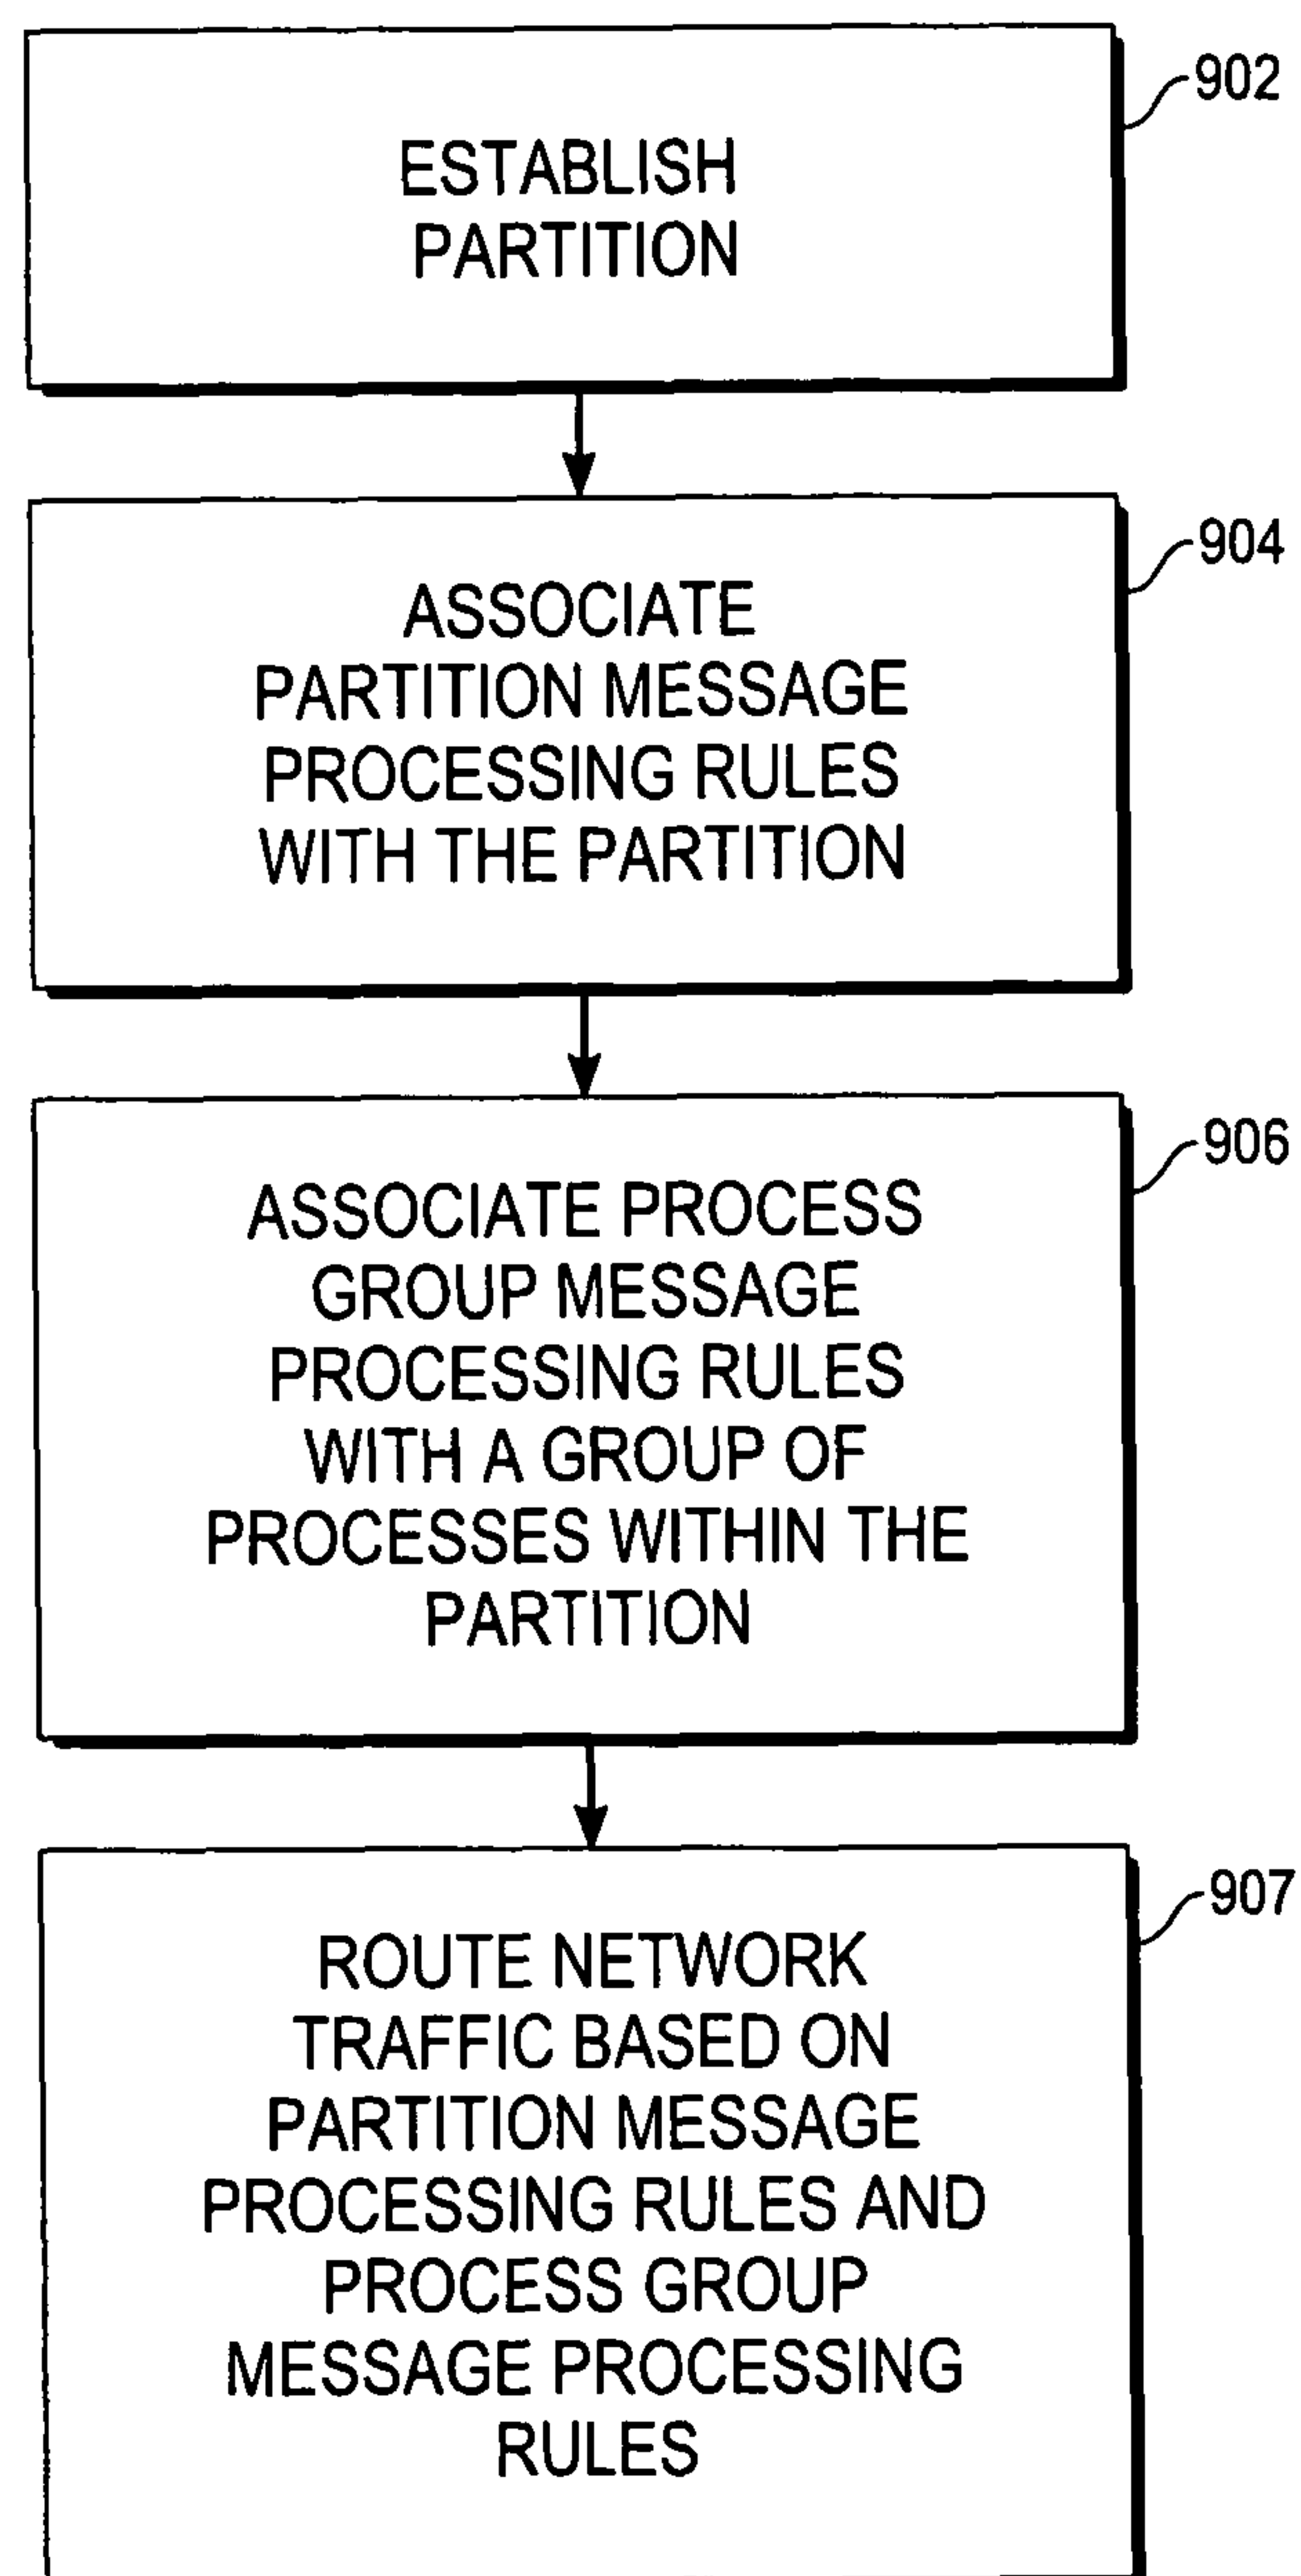 902
ESTABLISH
PARTITION
904
ASSOCIATE
PARTITION MESSAGE
PROCESSING RULES
WITH THE PARTITION
906
ASSOCIATE PROCESS
GROUP MESSAGE
PROCESSING RULES
WITH A GROUP OF
PROCESSES WITHIN THE
PARTITION
907
ROUTE NETWORK
TRAFFIC BASED ON
PARTITION MESSAGE
PROCESSING RULES AND
PROCESS GROUP
MESSAGE PROCESSING
RULES